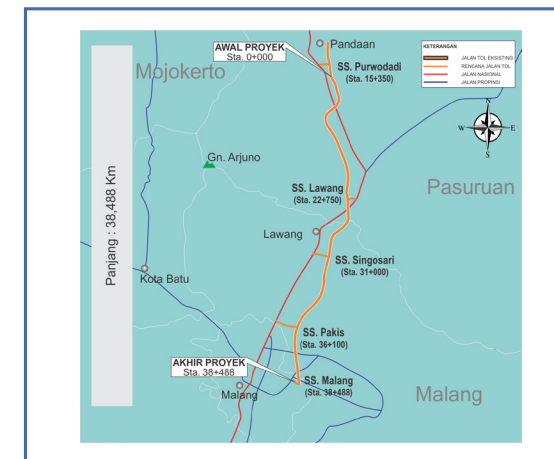 AWAL PROYEK
Sta. 0+000
Pandaan
KETERANGAN
JALAN TOL EKSISTING
RENCANA JALAN TOL
JALAN NASIONAL
JALAN PROPINSI
Mojokerto
SS. Purwodadi
(Sta. 15+350)
N
W
E
S
Gn. Arjuno
Pasuruan
SS. Lawang
(Sta. 22+750)
Lawang
Panjang : 38,488 Km
SS. Singosari
(Sta. 31+000)
Kota Batu
SS. Pakis
(Sta. 36+100)
AKHIR PROYEK
Sta. 38+488
SS. Malang
(Sta. 38+488)
Malang
Malang